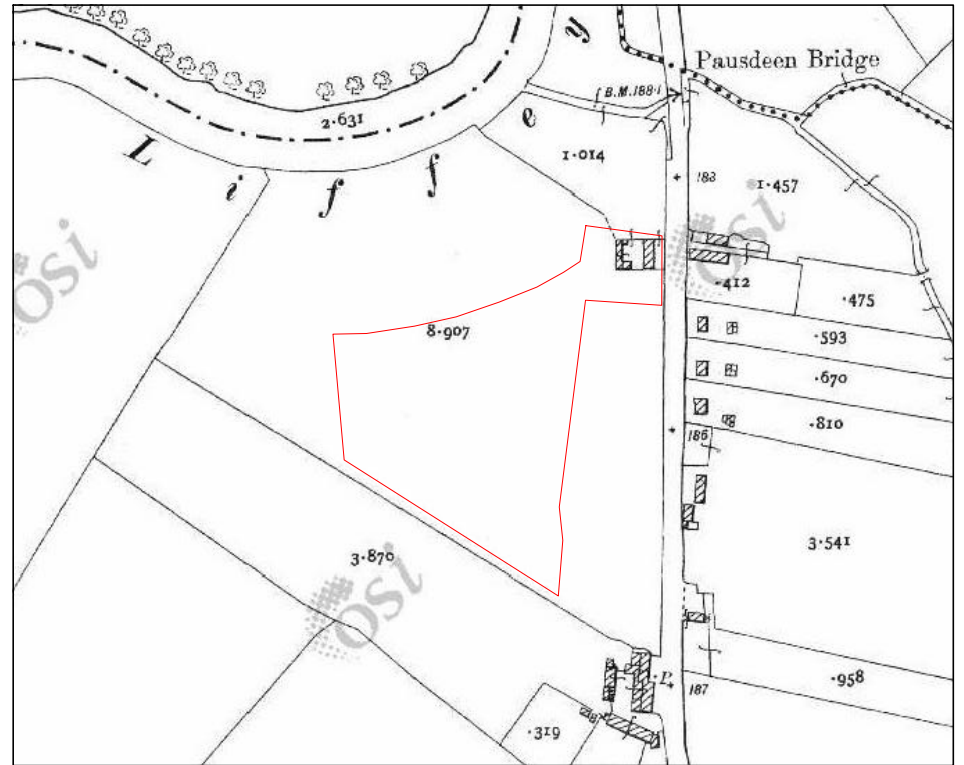 Pausdeen Bridge
B.M.188·1
2·631
L i f f e y
1·014
183
1·457
osi
osi
·412
·475
8·907
·593
·670
·810
186
3·541
3·870
osi
·958
P.
187
·319